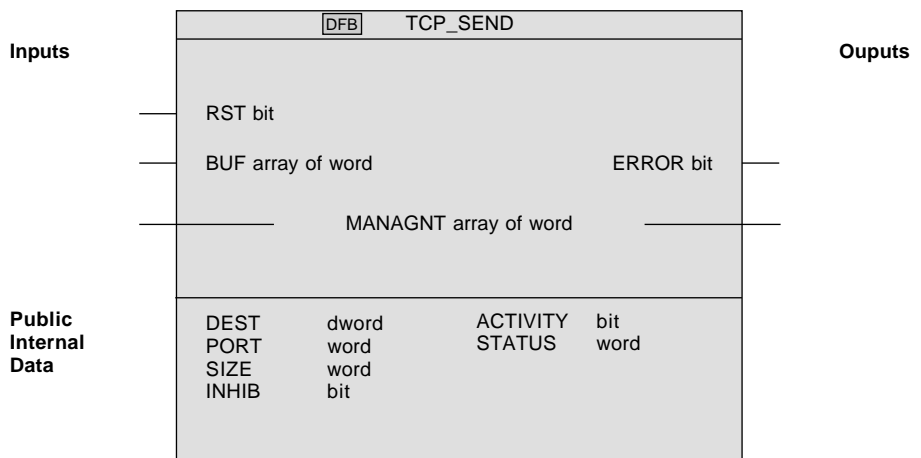 DFB TCP_SEND
Inputs
Ouputs
RST bit
BUF array of word ERROR bit
MANAGNT array of word
Public
Internal
Data
DEST dword ACTIVITY bit
PORT word STATUS word
SIZE word
INHIB bit